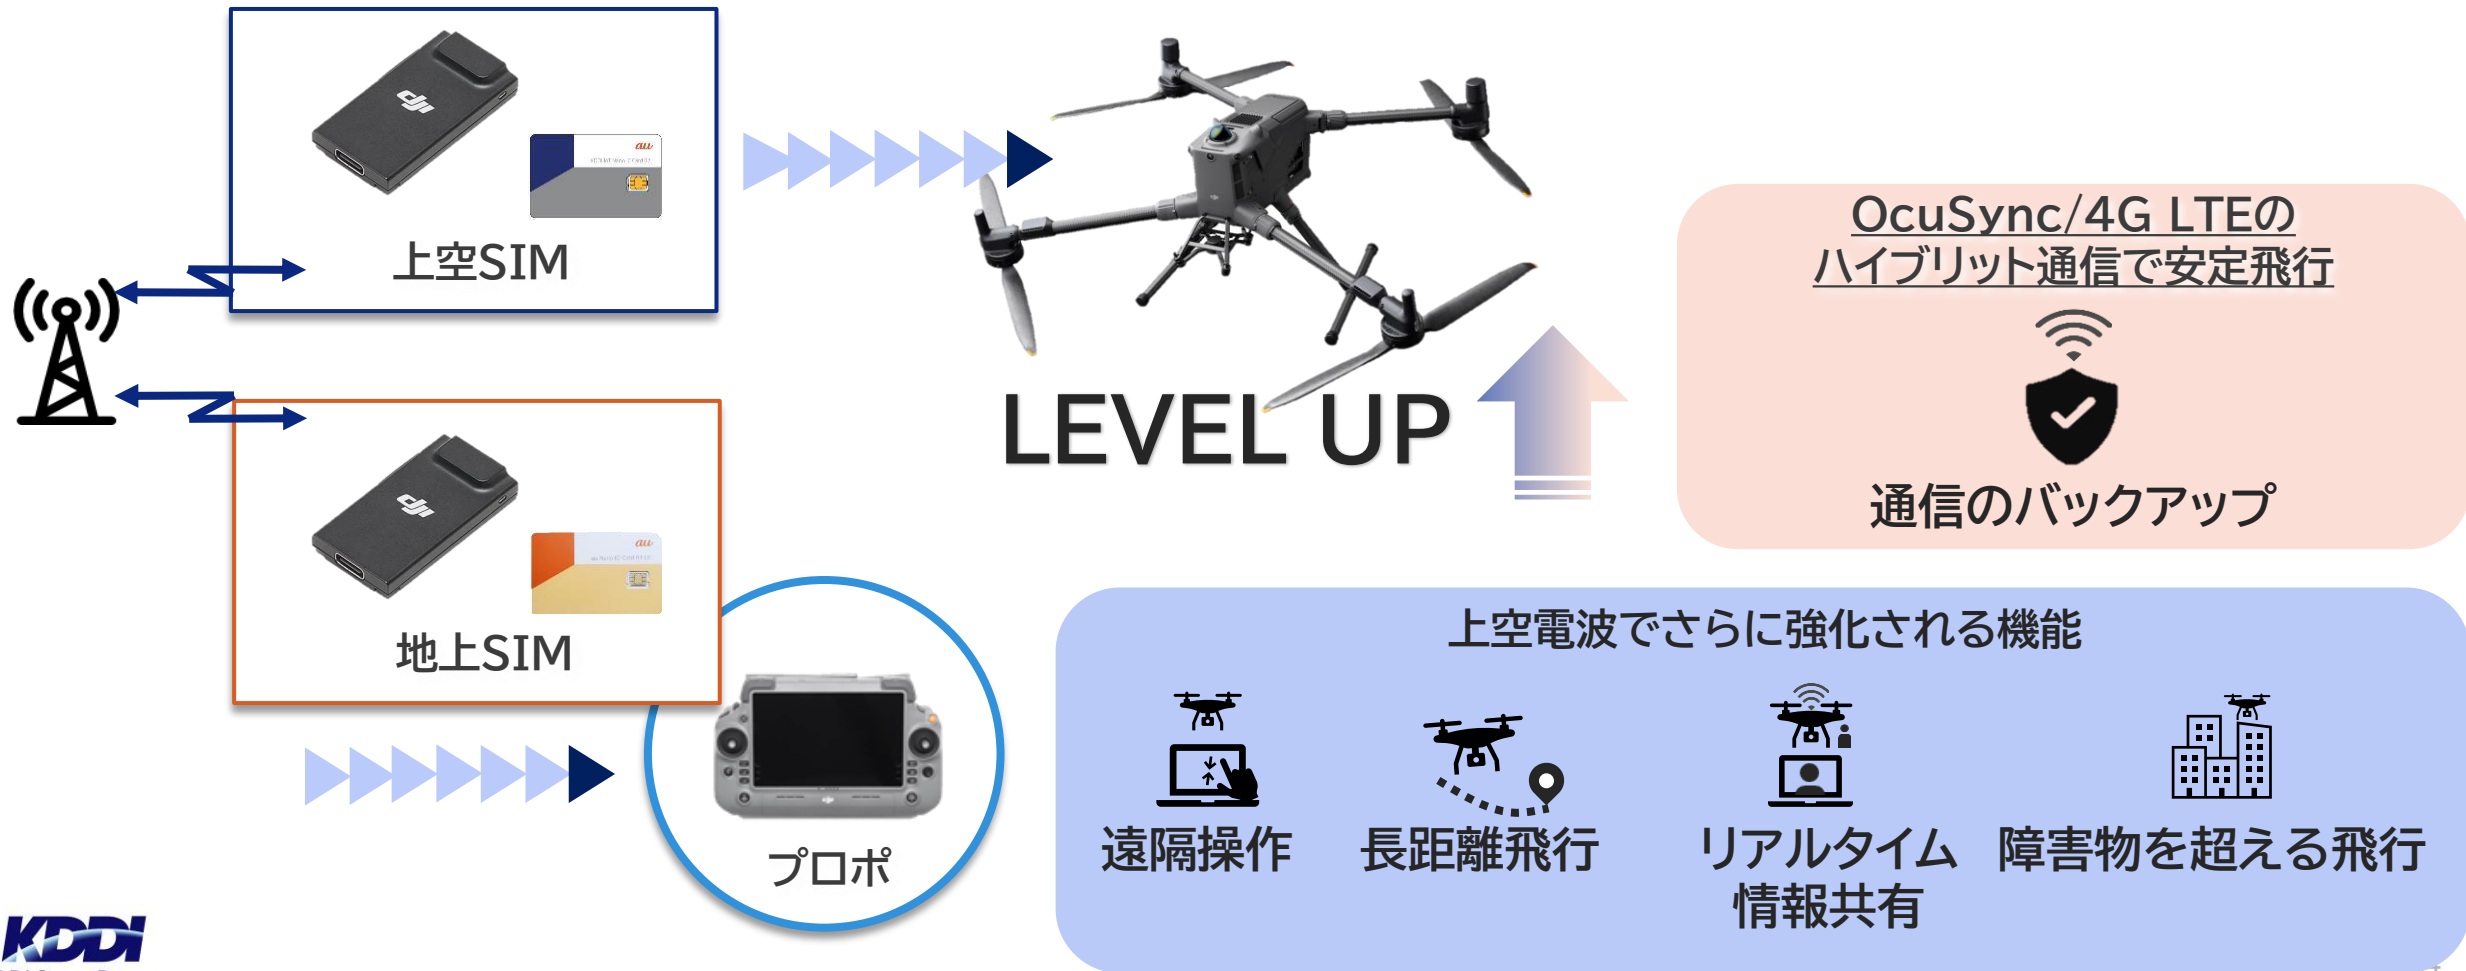 dji
au
上空SIM
dji
au
地上SIM
プロポ
LEVEL UP
OcuSync/4G LTEの
ハイブリット通信で安定飛行
通信のバックアップ
上空電波でさらに強化される機能
遠隔操作
長距離飛行
リアルタイム
情報共有
障害物を超える飛行
KDDI